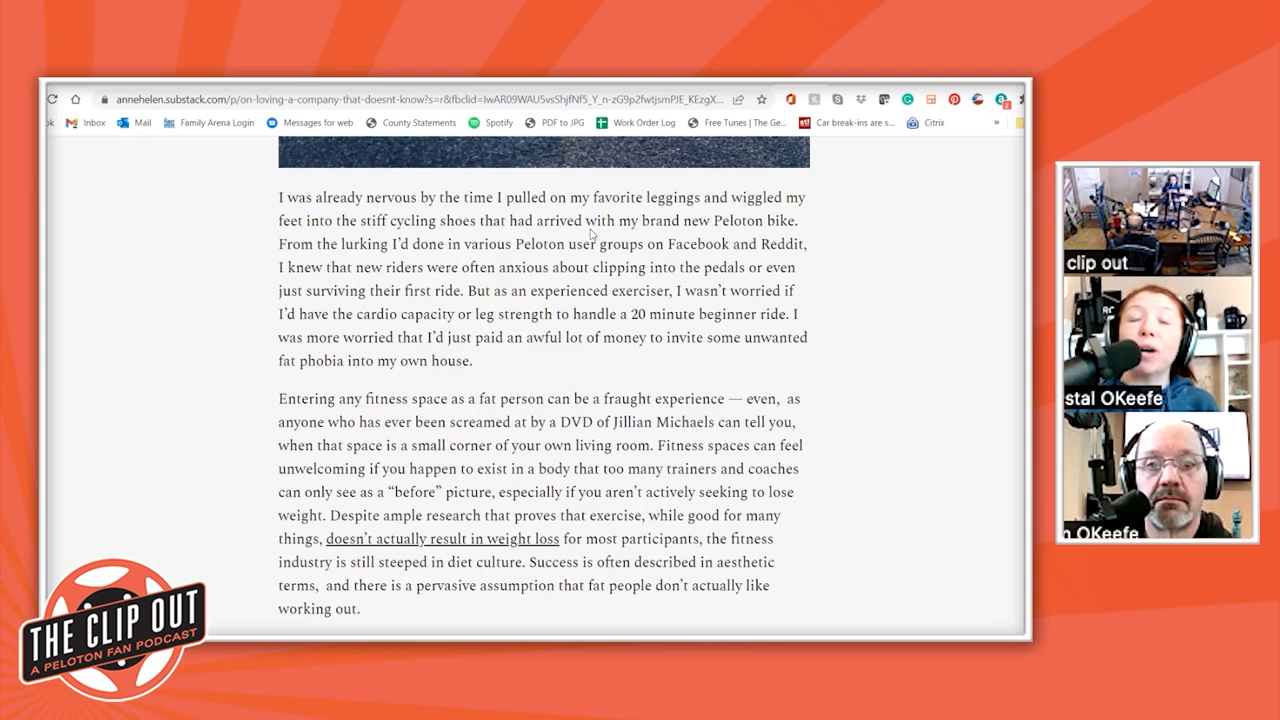 annehelen.substack.com/p/on-loving-a-company-that-doesnt-know?s=r&fbclid=IwAR09WAU5vsShjfNf5_Y_n-zG9p2fwtjsmPJE_KEzgX...
ok Inbox Mail Family Arena Login Messages for web County Statements Spotify PDF to JPG Work Order Log Free Tunes | The Ge... Car break-ins are s... Citrix »
I was already nervous by the time I pulled on my favorite leggings and wiggled my
feet into the stiff cycling shoes that had arrived with my brand new Peloton bike.
From the lurking I'd done in various Peloton user groups on Facebook and Reddit,
I knew that new riders were often anxious about clipping into the pedals or even
just surviving their first ride. But as an experienced exerciser, I wasn't worried if
I'd have the cardio capacity or leg strength to handle a 20 minute beginner ride. I
was more worried that I'd just paid an awful lot of money to invite some unwanted
fat phobia into my own house.
Entering any fitness space as a fat person can be a fraught experience — even, as
anyone who has ever been screamed at by a DVD of Jillian Michaels can tell you,
when that space is a small corner of your own living room. Fitness spaces can feel
unwelcoming if you happen to exist in a body that too many trainers and coaches
can only see as a “before” picture, especially if you aren't actively seeking to lose
weight. Despite ample research that proves that exercise, while good for many
things, doesn't actually result in weight loss for most participants, the fitness
industry is still steeped in diet culture. Success is often described in aesthetic
terms, and there is a pervasive assumption that fat people don't actually like
working out.
clip out
stal OKeefe
n OKeefe
THE CLIP OUT
A PELOTON FAN PODCAST